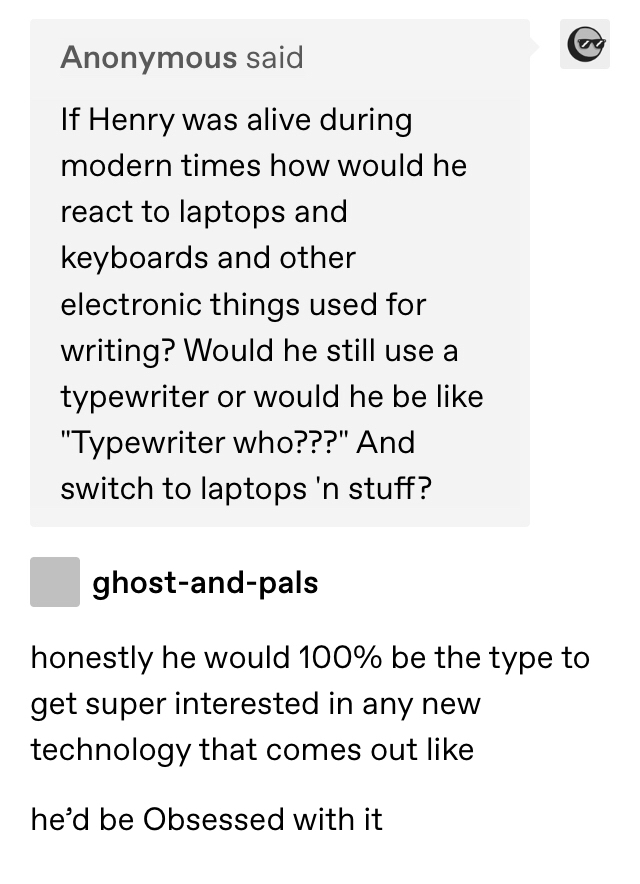 Anonymous said
If Henry was alive during
modern times how would he
react to laptops and
keyboards and other
electronic things used for
writing? Would he still use a
typewriter or would he be like
"Typewriter who???" And
switch to laptops 'n stuff?
ghost-and-pals
honestly he would 100% be the type to
get super interested in any new
technology that comes out like
he’d be Obsessed with it